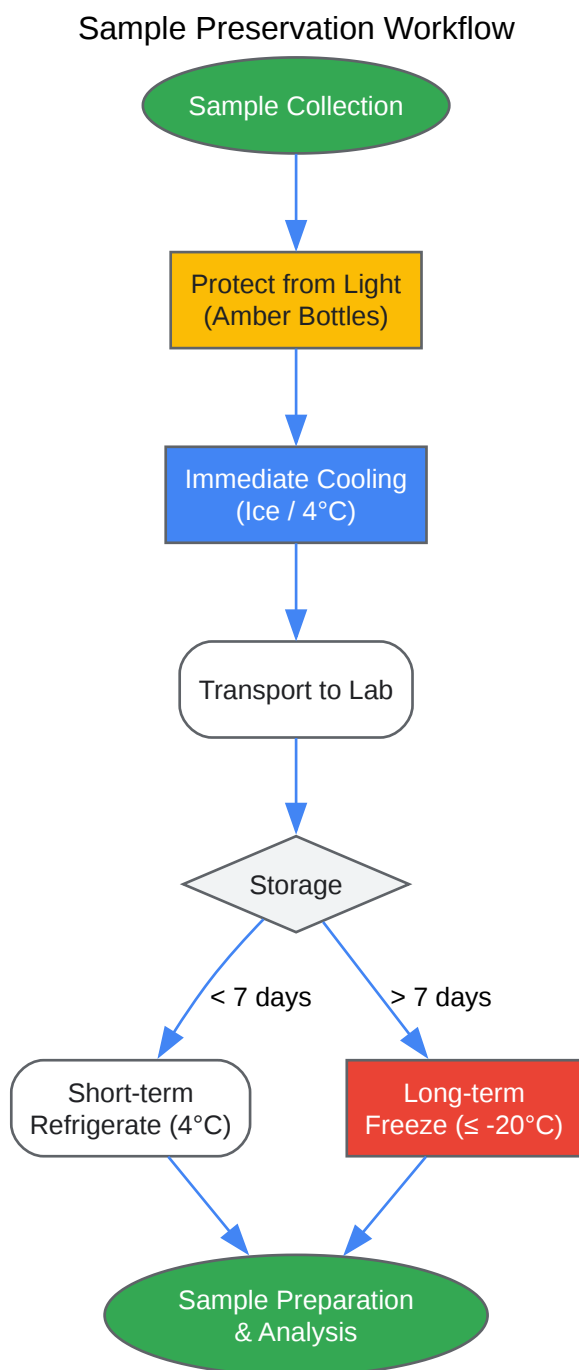 Sample Preservation Workflow
Sample Collection
Protect from Light
(Amber Bottles)
Immediate Cooling
(Ice / 4°C)
Transport to Lab
Storage
< 7 days
> 7 days
Short-term
Refrigerate (4°C)
Long-term
Freeze (≤ -20°C)
Sample Preparation
& Analysis